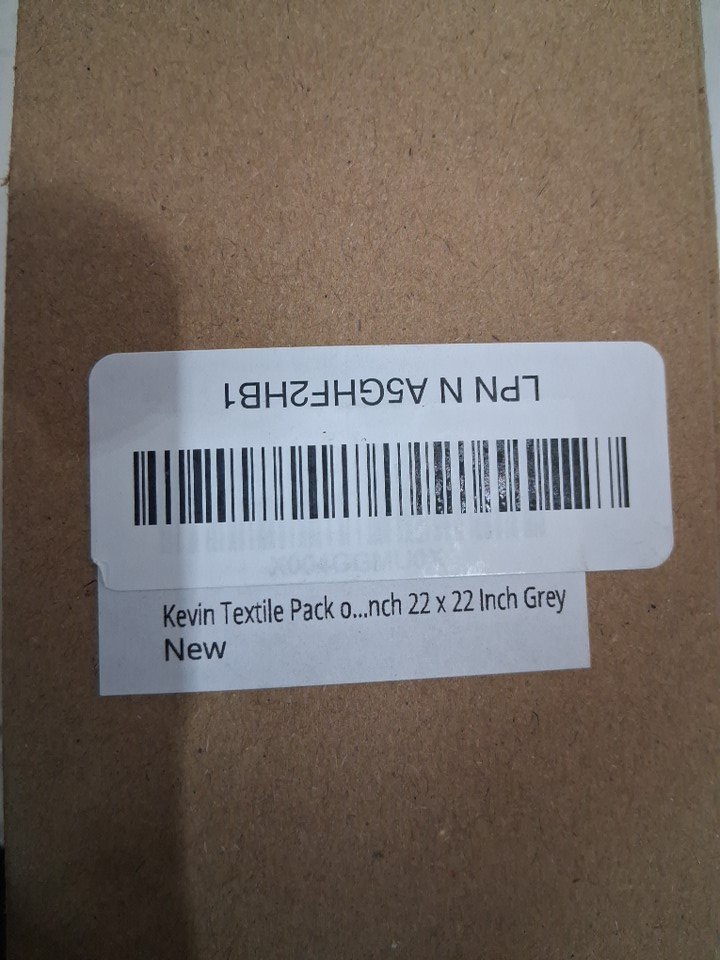 LPN N A5GHF2HB1
Kevin Textile Pack o...nch 22 x 22 Inch Grey
New